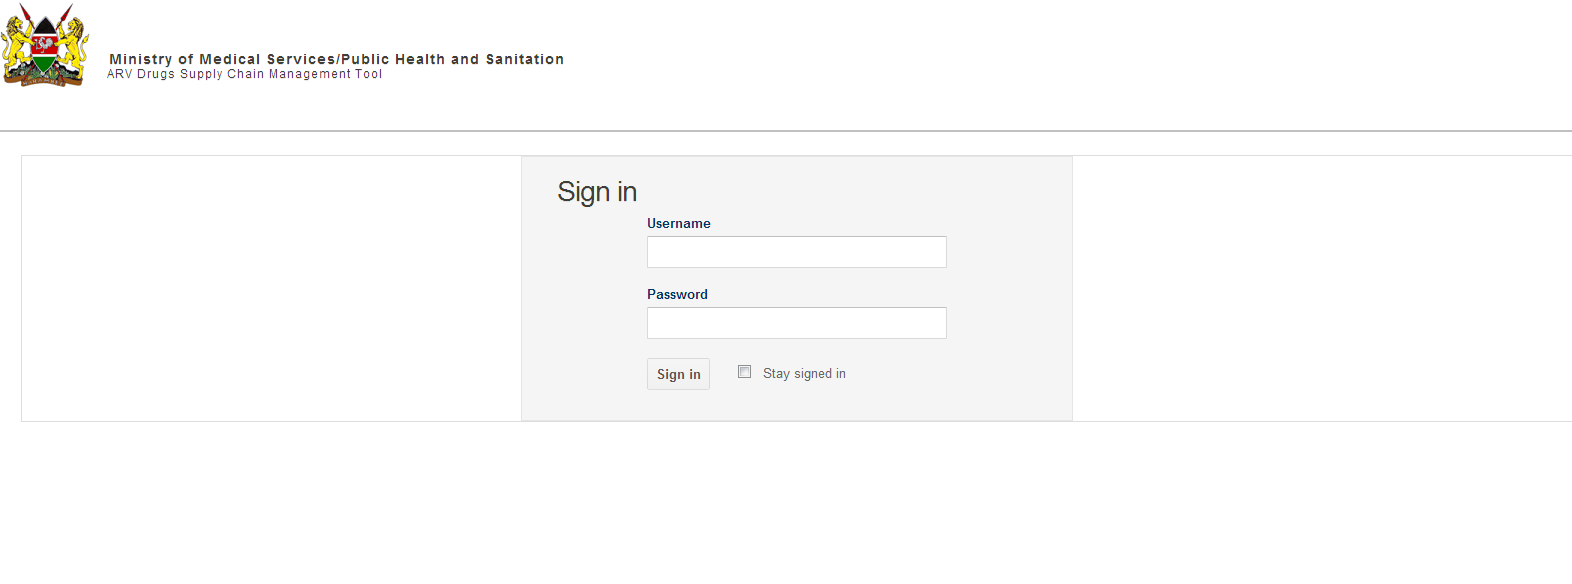 Ministry of Medical Services/Public Health and Sanitation
ARV Drugs Supply Chain Management Tool
Sign in
Username
Password
Sign in
Stay signed in